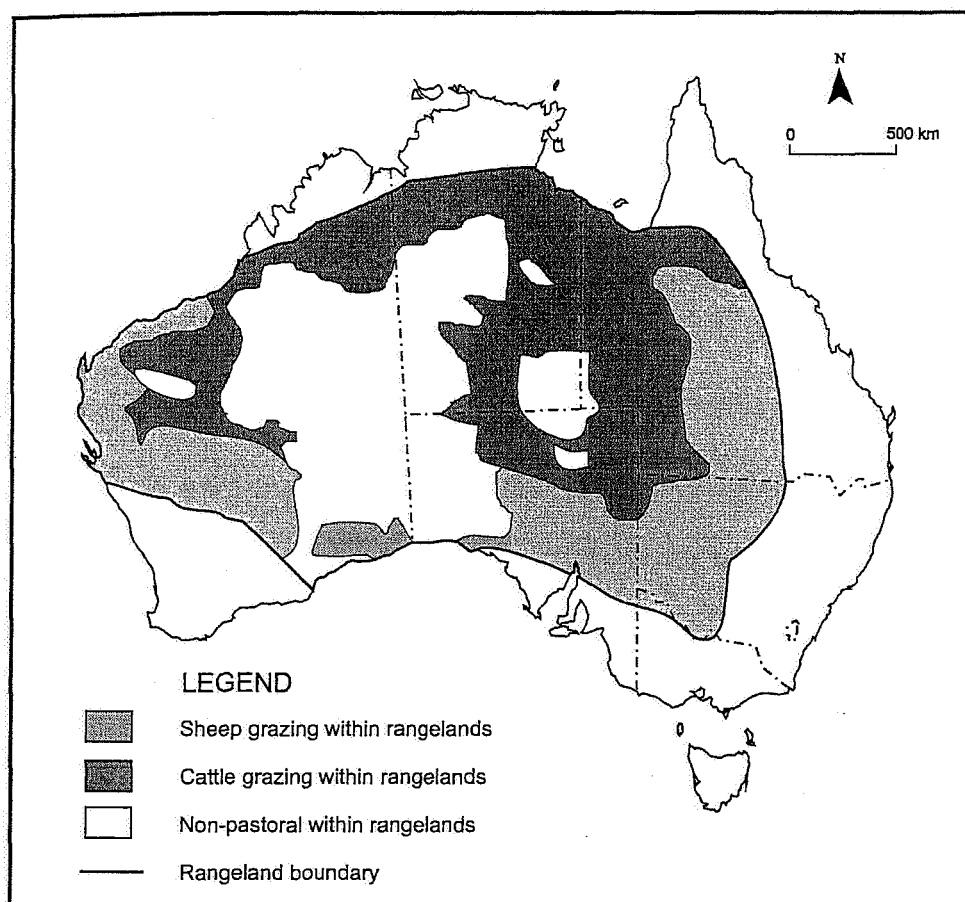 N
0 500 km
LEGEND
Sheep grazing within rangelands
Cattle grazing within rangelands
Non-pastoral within rangelands
Rangeland boundary